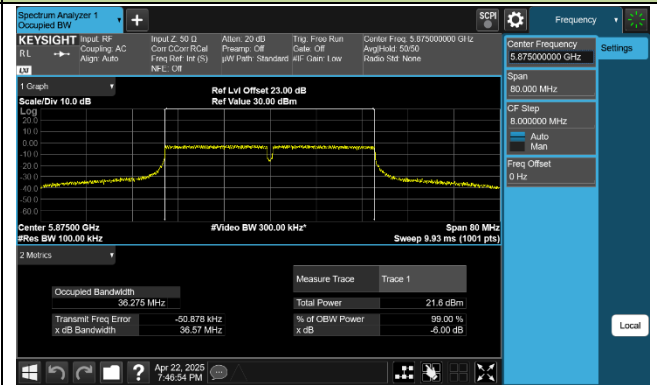 Spectrum Analyzer 1
Occupied BW
SCPI
Frequency
KEYSIGHT
RL
LXI
Input: RF
Coupling: AC
Align: Auto
Input Z: 50 Ω
Corr CCorr RCal
Freq Ref: Int (S)
NFE: Off
Atten: 20 dB
Preamp: Off
µW Path: Standard
Trig: Free Run
Gate: Off
#IF Gain: Low
Center Freq: 5.875000000 GHz
Avg|Hold: 50/50
Radio Std: None
Center Frequency
5.875000000 GHz
Settings
Span
80.000 MHz
CF Step
8.000000 MHz
Auto
Man
Freq Offset
0 Hz
1 Graph
Scale/Div 10.0 dB
Ref Lvl Offset 23.00 dB
Ref Value 30.00 dBm
Log
20.0
10.0
0.00
-10.0
-20.0
-30.0
-40.0
-50.0
-60.0
Center 5.87500 GHz
#Res BW 100.00 kHz
#Video BW 300.00 kHz*
Span 80 MHz
Sweep 9.93 ms (1001 pts)
2 Metrics
Measure Trace Trace 1
Occupied Bandwidth
36.275 MHz
Total Power 21.6 dBm
Transmit Freq Error -50.878 kHz
% of OBW Power 99.00 %
x dB Bandwidth 36.57 MHz
x dB -6.00 dB
Local
?
Apr 22, 2025
7:46:54 PM